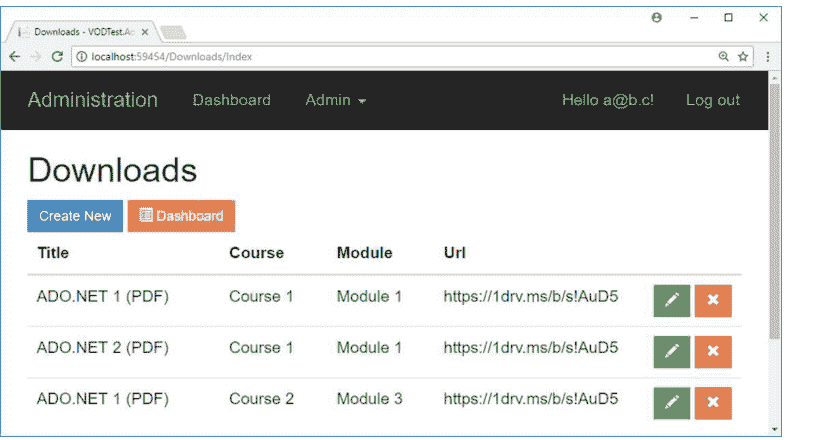 Downloads - VODTest.Ac
localhost:59454/Downloads/Index
Administration Dashboard Admin Hello a@b.c! Log out
Downloads
Create New Dashboard
Title Course Module Url
ADO.NET 1 (PDF) Course 1 Module 1 https://1drv.ms/b/s!AuD5
ADO.NET 2 (PDF) Course 1 Module 1 https://1drv.ms/b/s!AuD5
ADO.NET 1 (PDF) Course 2 Module 3 https://1drv.ms/b/s!AuD5